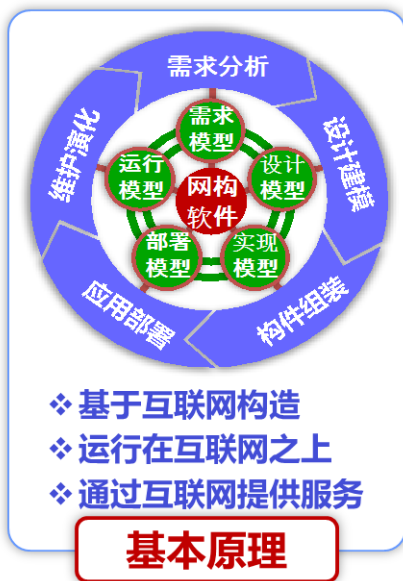 需求分析
设计建模
构件组装
应用部署
维护演化
需求
模型
设计
模型
实现
模型
部署
模型
运行
模型
网构
软件
基于互联网构造
运行在互联网之上
通过互联网提供服务
基本原理